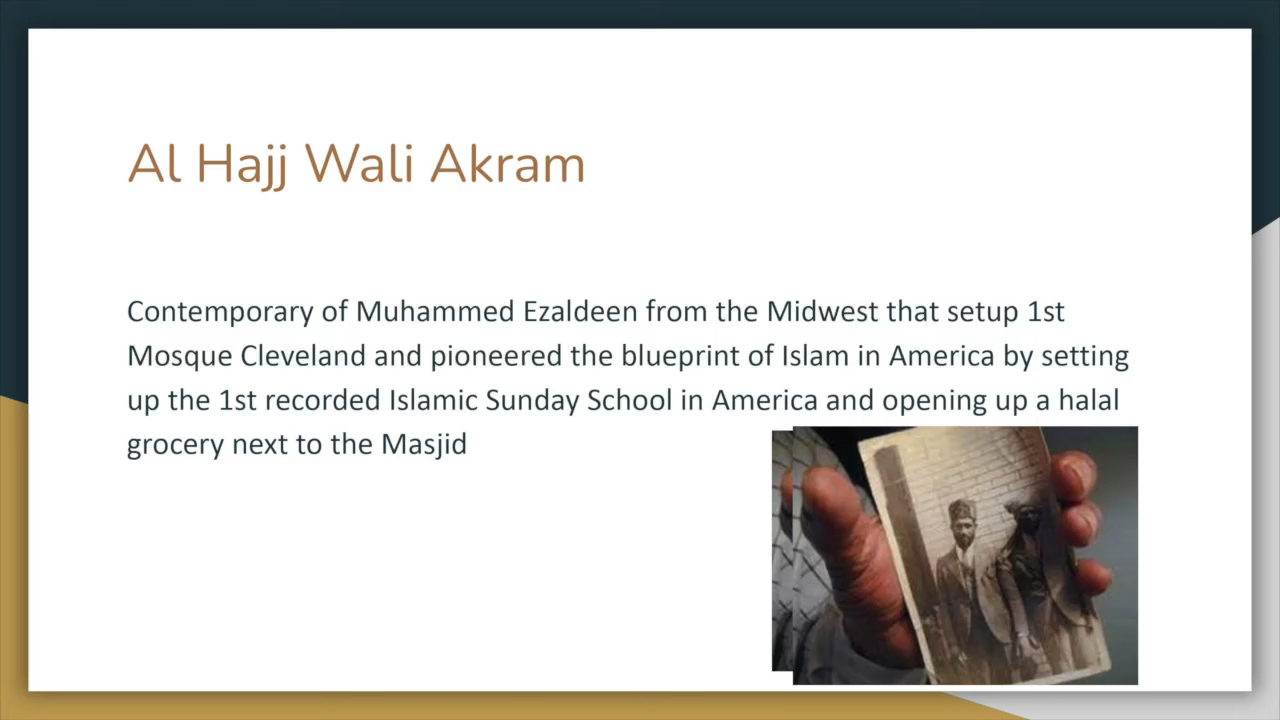 Al Hajj Wali Akram
Contemporary of Muhammed Ezaldeen from the Midwest that setup 1st
Mosque Cleveland and pioneered the blueprint of Islam in America by setting
up the 1st recorded Islamic Sunday School in America and opening up a halal
grocery next to the Masjid